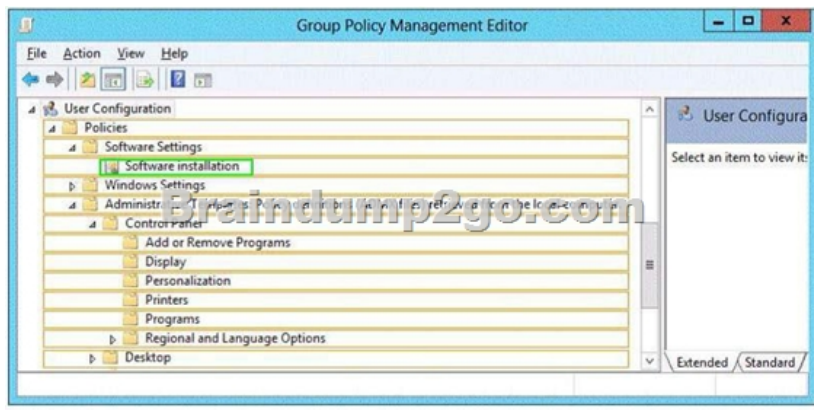 Group Policy Management Editor
File Action View Help
User Configuration
Policies
Software Settings
Software installation
Windows Settings
Control Panel
Add or Remove Programs
Display
Personalization
Printers
Programs
Regional and Language Options
Desktop
Braindump2go.com
User Configura
Select an item to view it
Extended Standard